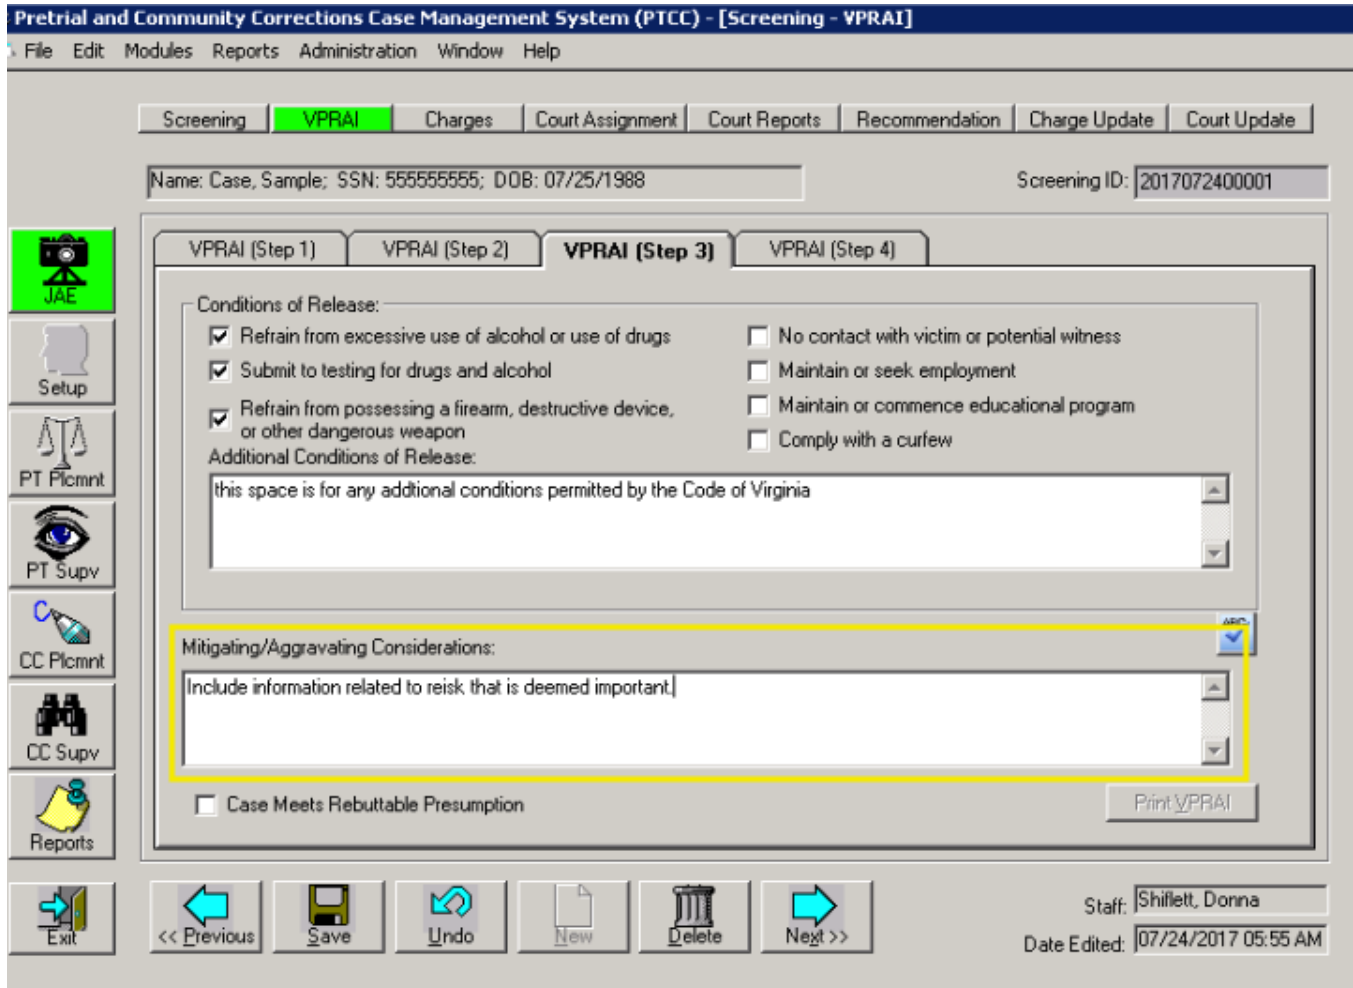 Pretrial and Community Corrections Case Management System (PTCC) - [Screening - VPRAI]
File Edit Modules Reports Administration Window Help
Screening VPRAI Charges Court Assignment Court Reports Recommendation Charge Update Court Update
Name: Case, Sample; SSN: 555555555; DOB: 07/25/1988
Screening ID: 2017072400001
VPRAI (Step 1) VPRAI (Step 2) VPRAI (Step 3) VPRAI (Step 4)
JAE
Setup
PT Plcmnt
PT Supv
CC Plcmnt
CC Supv
Reports
Exit
Conditions of Release:
Refrain from excessive use of alcohol or use of drugs
Submit to testing for drugs and alcohol
Refrain from possessing a firearm, destructive device,
or other dangerous weapon
No contact with victim or potential witness
Maintain or seek employment
Maintain or commence educational program
Comply with a curfew
Additional Conditions of Release:
this space is for any addtional conditions permitted by the Code of Virginia
ABC
Mitigating/Aggravating Considerations:
Include information related to reisk that is deemed important.
Case Meets Rebuttable Presumption
Print VPRAI
<< Previous Save Undo New Delete Next >>
Staff: Shiflett, Donna
Date Edited: 07/24/2017 05:55 AM